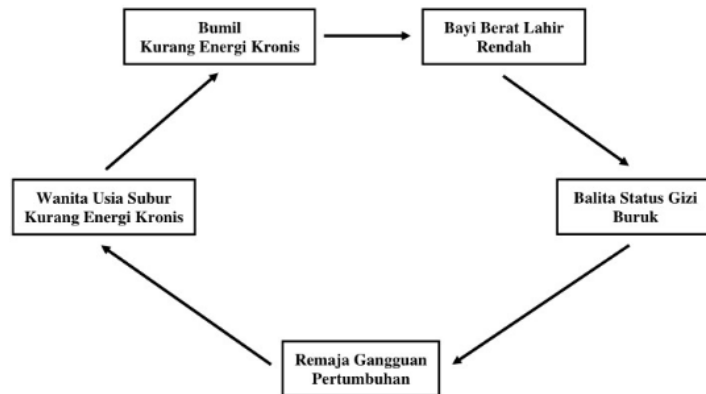 Bumil
Kurang Energi Kronis
Bayi Berat Lahir
Rendah
Wanita Usia Subur
Kurang Energi Kronis
Balita Status Gizi
Buruk
Remaja Gangguan
Pertumbuhan